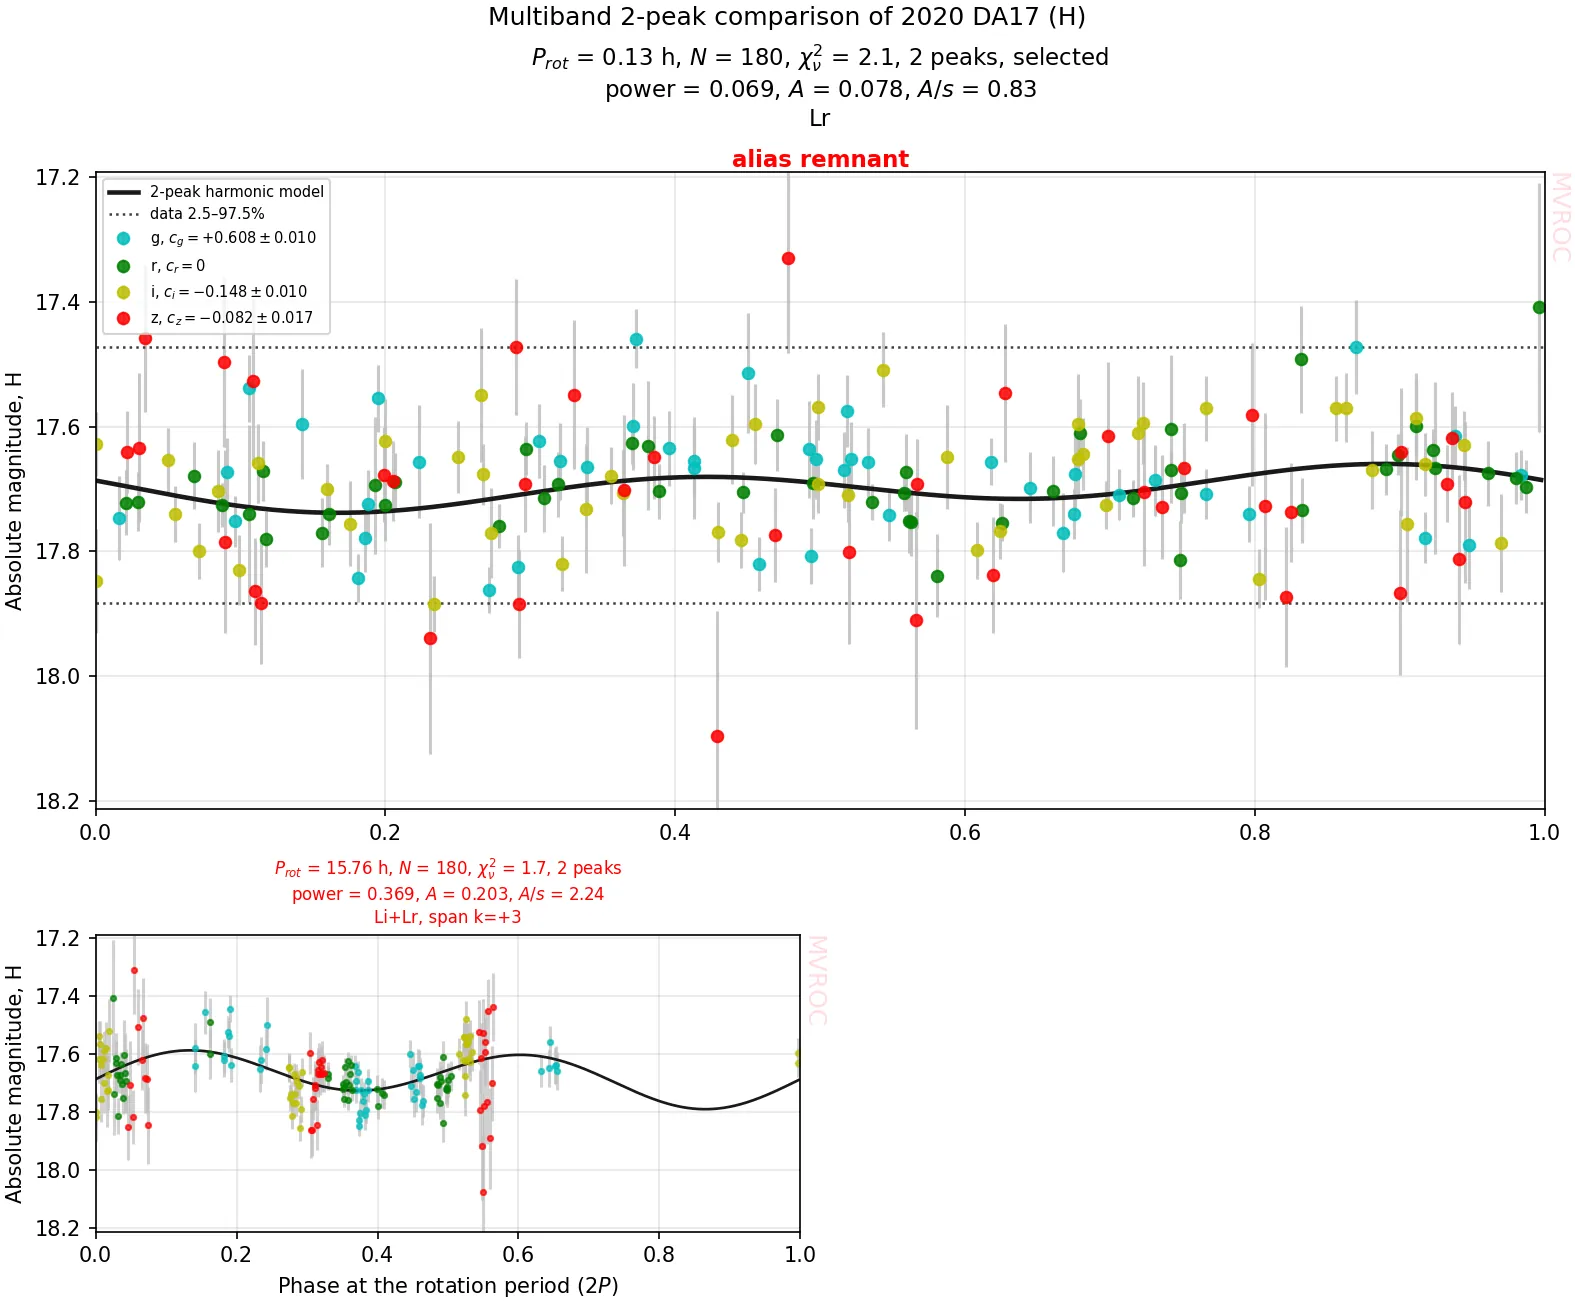 Multiband 2-peak comparison of 2020 DA17 (H)
P_rot = 0.13 h, N = 180, χ²_ν = 2.1, 2 peaks, selected
power = 0.069, A = 0.078, A/s = 0.83
Lr
alias remnant
2-peak harmonic model
data 2.5–97.5%
g, c_g = +0.608 ± 0.010
r, c_r = 0
i, c_i = −0.148 ± 0.010
z, c_z = −0.082 ± 0.017
MVROC
Absolute magnitude, H
17.2
17.4
17.6
17.8
18.0
18.2
0.0 0.2 0.4 0.6 0.8 1.0
P_rot = 15.76 h, N = 180, χ²_ν = 1.7, 2 peaks
power = 0.369, A = 0.203, A/s = 2.24
Li+Lr, span k=+3
MVROC
Absolute magnitude, H
17.2
17.4
17.6
17.8
18.0
18.2
0.0 0.2 0.4 0.6 0.8 1.0
Phase at the rotation period (2P)